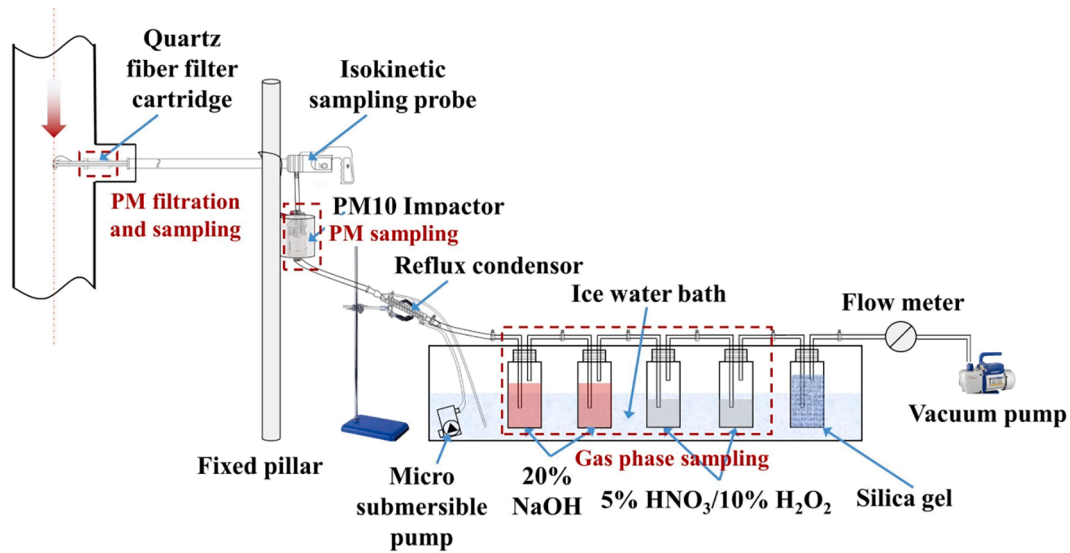 Quartz
fiber filter
cartridge
Isokinetic
sampling probe
PM filtration
and sampling
PM10 Impactor
PM sampling
Reflux condensor
Ice water bath
Flow meter
Vacuum pump
Fixed pillar
Micro
submersible
pump
20%
NaOH
Gas phase sampling
5% HNO₃/10% H₂O₂
Silica gel